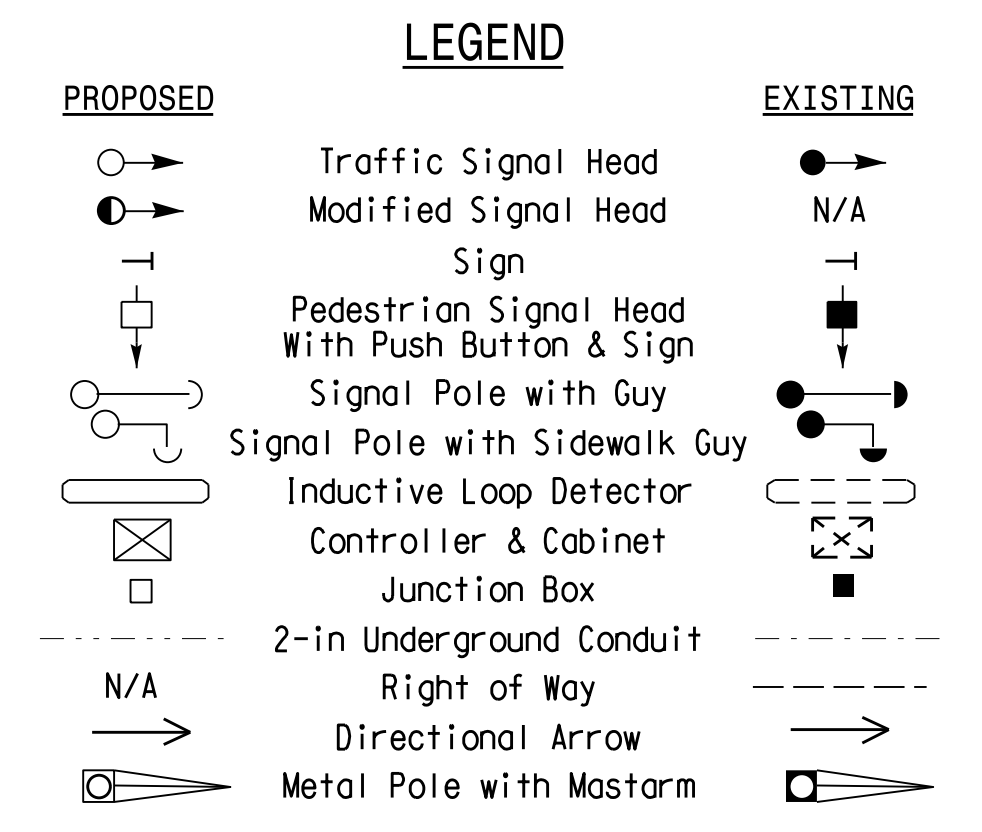 LEGEND
PROPOSED EXISTING
Traffic Signal Head
Modified Signal Head N/A
Sign
Pedestrian Signal Head
With Push Button & Sign
Signal Pole with Guy
Signal Pole with Sidewalk Guy
Inductive Loop Detector
Controller & Cabinet
Junction Box
2-in Underground Conduit
N/A Right of Way
Directional Arrow
Metal Pole with Mastarm